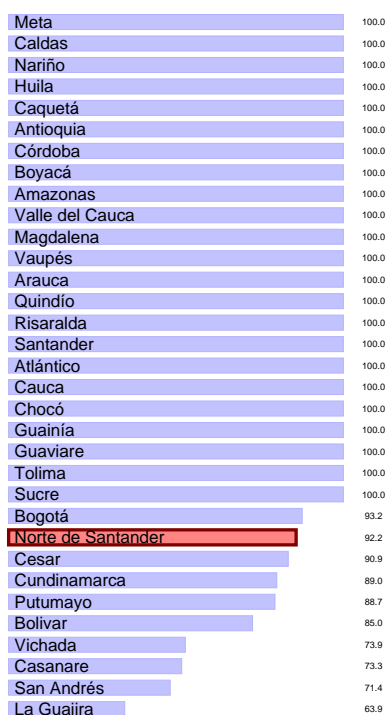 Meta 100.0
Caldas 100.0
Nariño 100.0
Huila 100.0
Caquetá 100.0
Antioquia 100.0
Córdoba 100.0
Boyacá 100.0
Amazonas 100.0
Valle del Cauca 100.0
Magdalena 100.0
Vaupés 100.0
Arauca 100.0
Quindío 100.0
Risaralda 100.0
Santander 100.0
Atlántico 100.0
Cauca 100.0
Chocó 100.0
Guainía 100.0
Guaviare 100.0
Tolima 100.0
Sucre 100.0
Bogotá 93.2
Norte de Santander 92.2
Cesar 90.9
Cundinamarca 89.0
Putumayo 88.7
Bolivar 85.0
Vichada 73.9
Casanare 73.3
San Andrés 71.4
La Guajira 63.9